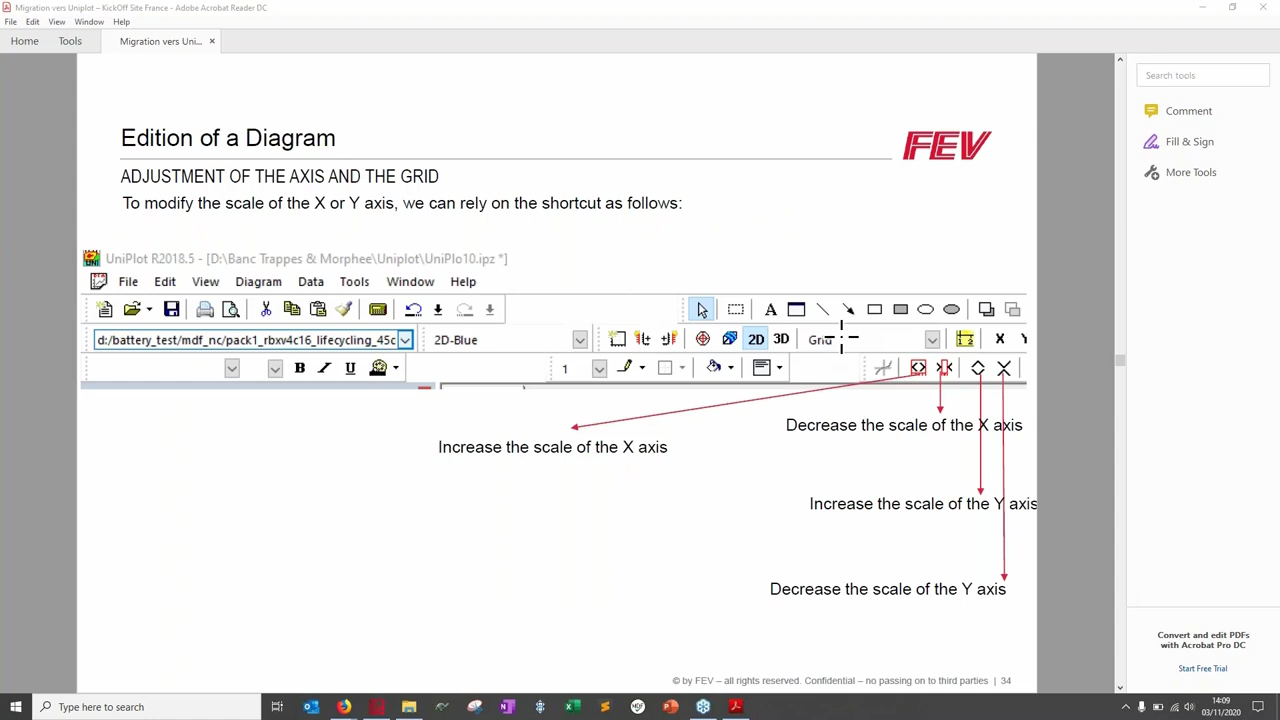 Migration vers Uniplot – KickOff Site France - Adobe Acrobat Reader DC
File Edit View Window Help
Home Tools Migration vers Uni... ×
Search tools
Comment
Fill & Sign
More Tools
Edition of a Diagram
FEV
ADJUSTMENT OF THE AXIS AND THE GRID
To modify the scale of the X or Y axis, we can rely on the shortcut as follows:
UniPlot R2018.5 - [D:\Banc Trappes & Morphee\Uniplot\UniPlo10.ipz *]
File Edit View Diagram Data Tools Window Help
d:/battery_test/mdf_nc/pack1_rbxv4c16_lifecycling_45c 2D-Blue 2D 3D Grid X Y
B I U 1
Decrease the scale of the X axis
Increase the scale of the X axis
Increase the scale of the Y axis
Decrease the scale of the Y axis
© by FEV – all rights reserved. Confidential – no passing on to third parties | 34
Convert and edit PDFs
with Acrobat Pro DC
Start Free Trial
Type here to search
14:09
03/11/2020